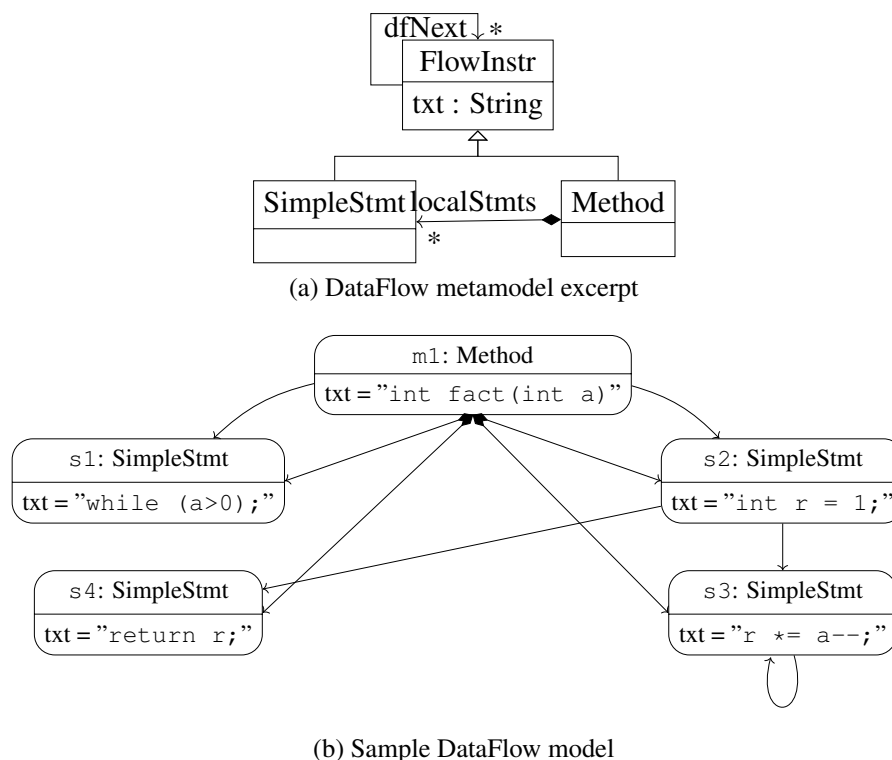 dfNext *
FlowInstr
txt : String
SimpleStmt localStmts Method
*
(a) DataFlow metamodel excerpt
m1: Method
txt = ”int fact(int a)”
s1: SimpleStmt s2: SimpleStmt
txt = ”while (a>0);” txt = ”int r = 1;”
s4: SimpleStmt s3: SimpleStmt
txt = ”return r;” txt = ”r *= a--;”
(b) Sample DataFlow model